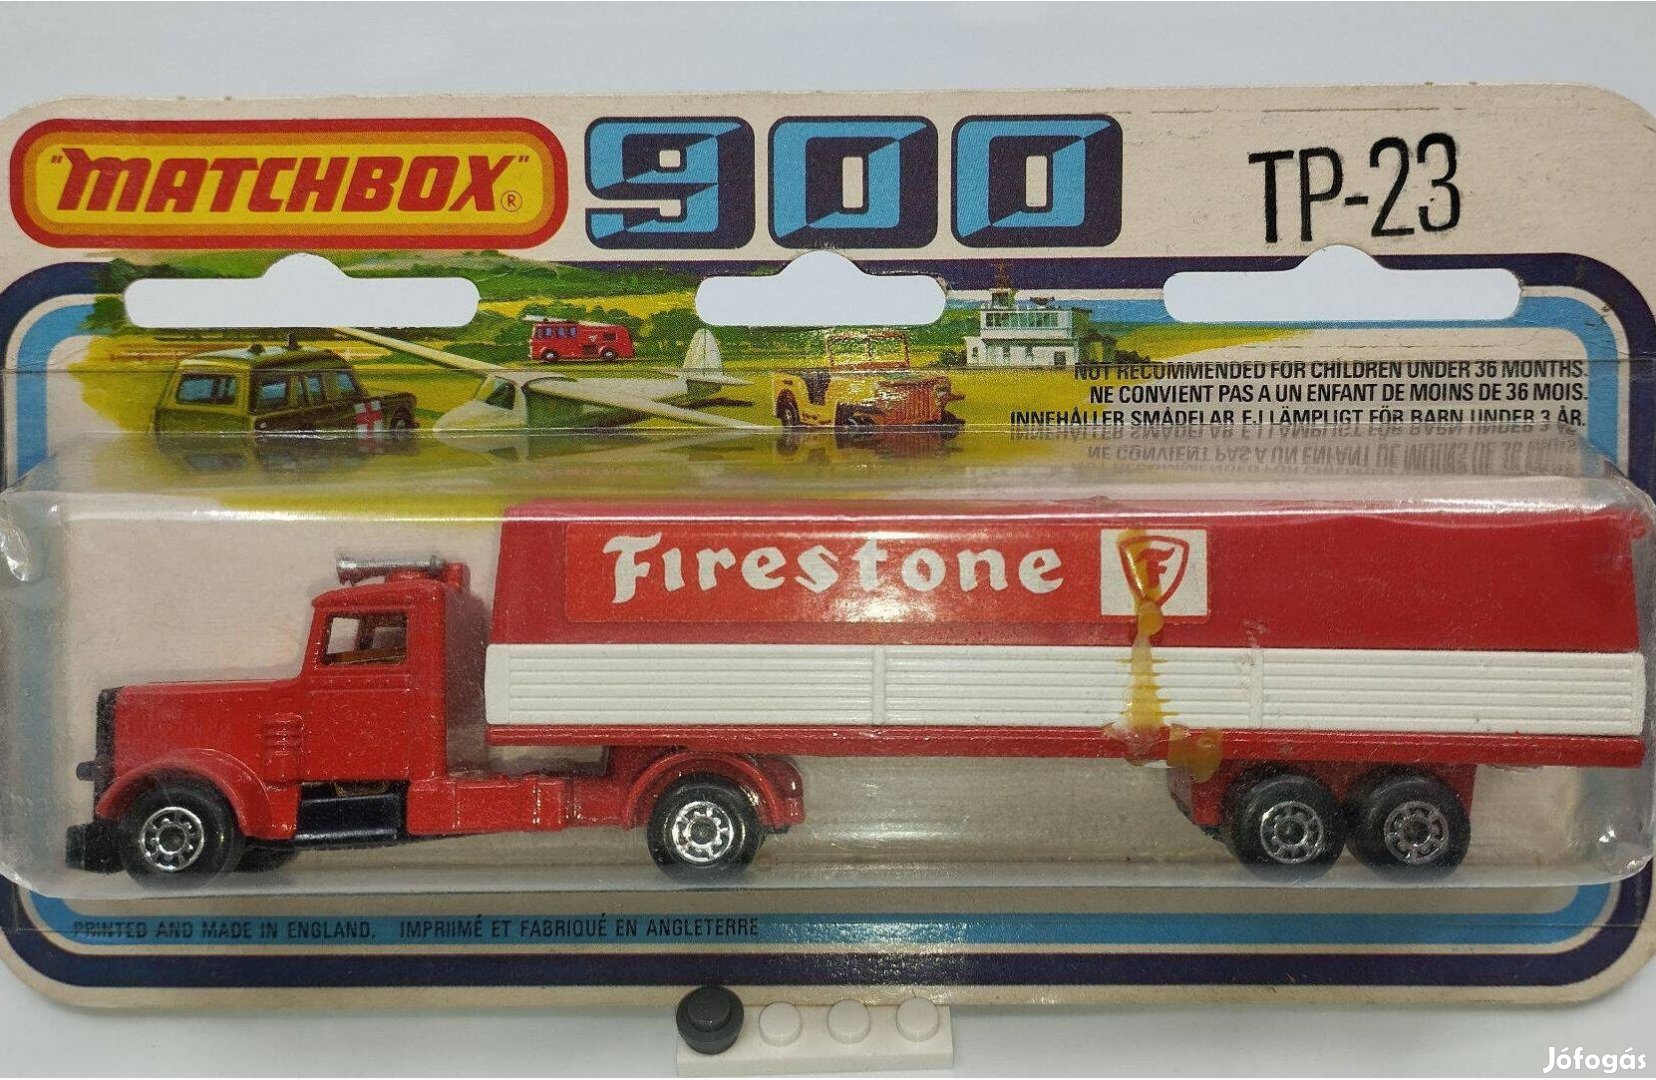 "MATCHBOX"®
900
TP-23
NOT RECOMMENDED FOR CHILDREN UNDER 36 MONTHS.
NE CONVIENT PAS A UN ENFANT DE MOINS DE 36 MOIS.
INNEHÅLLER SMÅDELAR EJ LÄMPLIGT FÖR BARN UNDER 3 ÅR.
Firestone F
PRINTED AND MADE IN ENGLAND. IMPRIIMÉ ET FABRIQUÉ EN ANGLETERRE
Jófogás